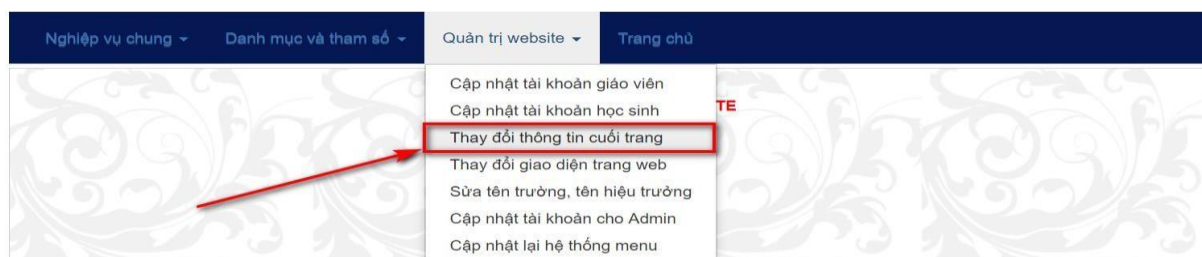 Nghiệp vụ chung Danh mục và tham số Quản trị website Trang chủ
Cập nhật tài khoản giáo viên
Cập nhật tài khoản học sinh TE
Thay đổi thông tin cuối trang
Thay đổi giao diện trang web
Sửa tên trường, tên hiệu trưởng
Cập nhật tài khoản cho Admin
Cập nhật lại hệ thống menu